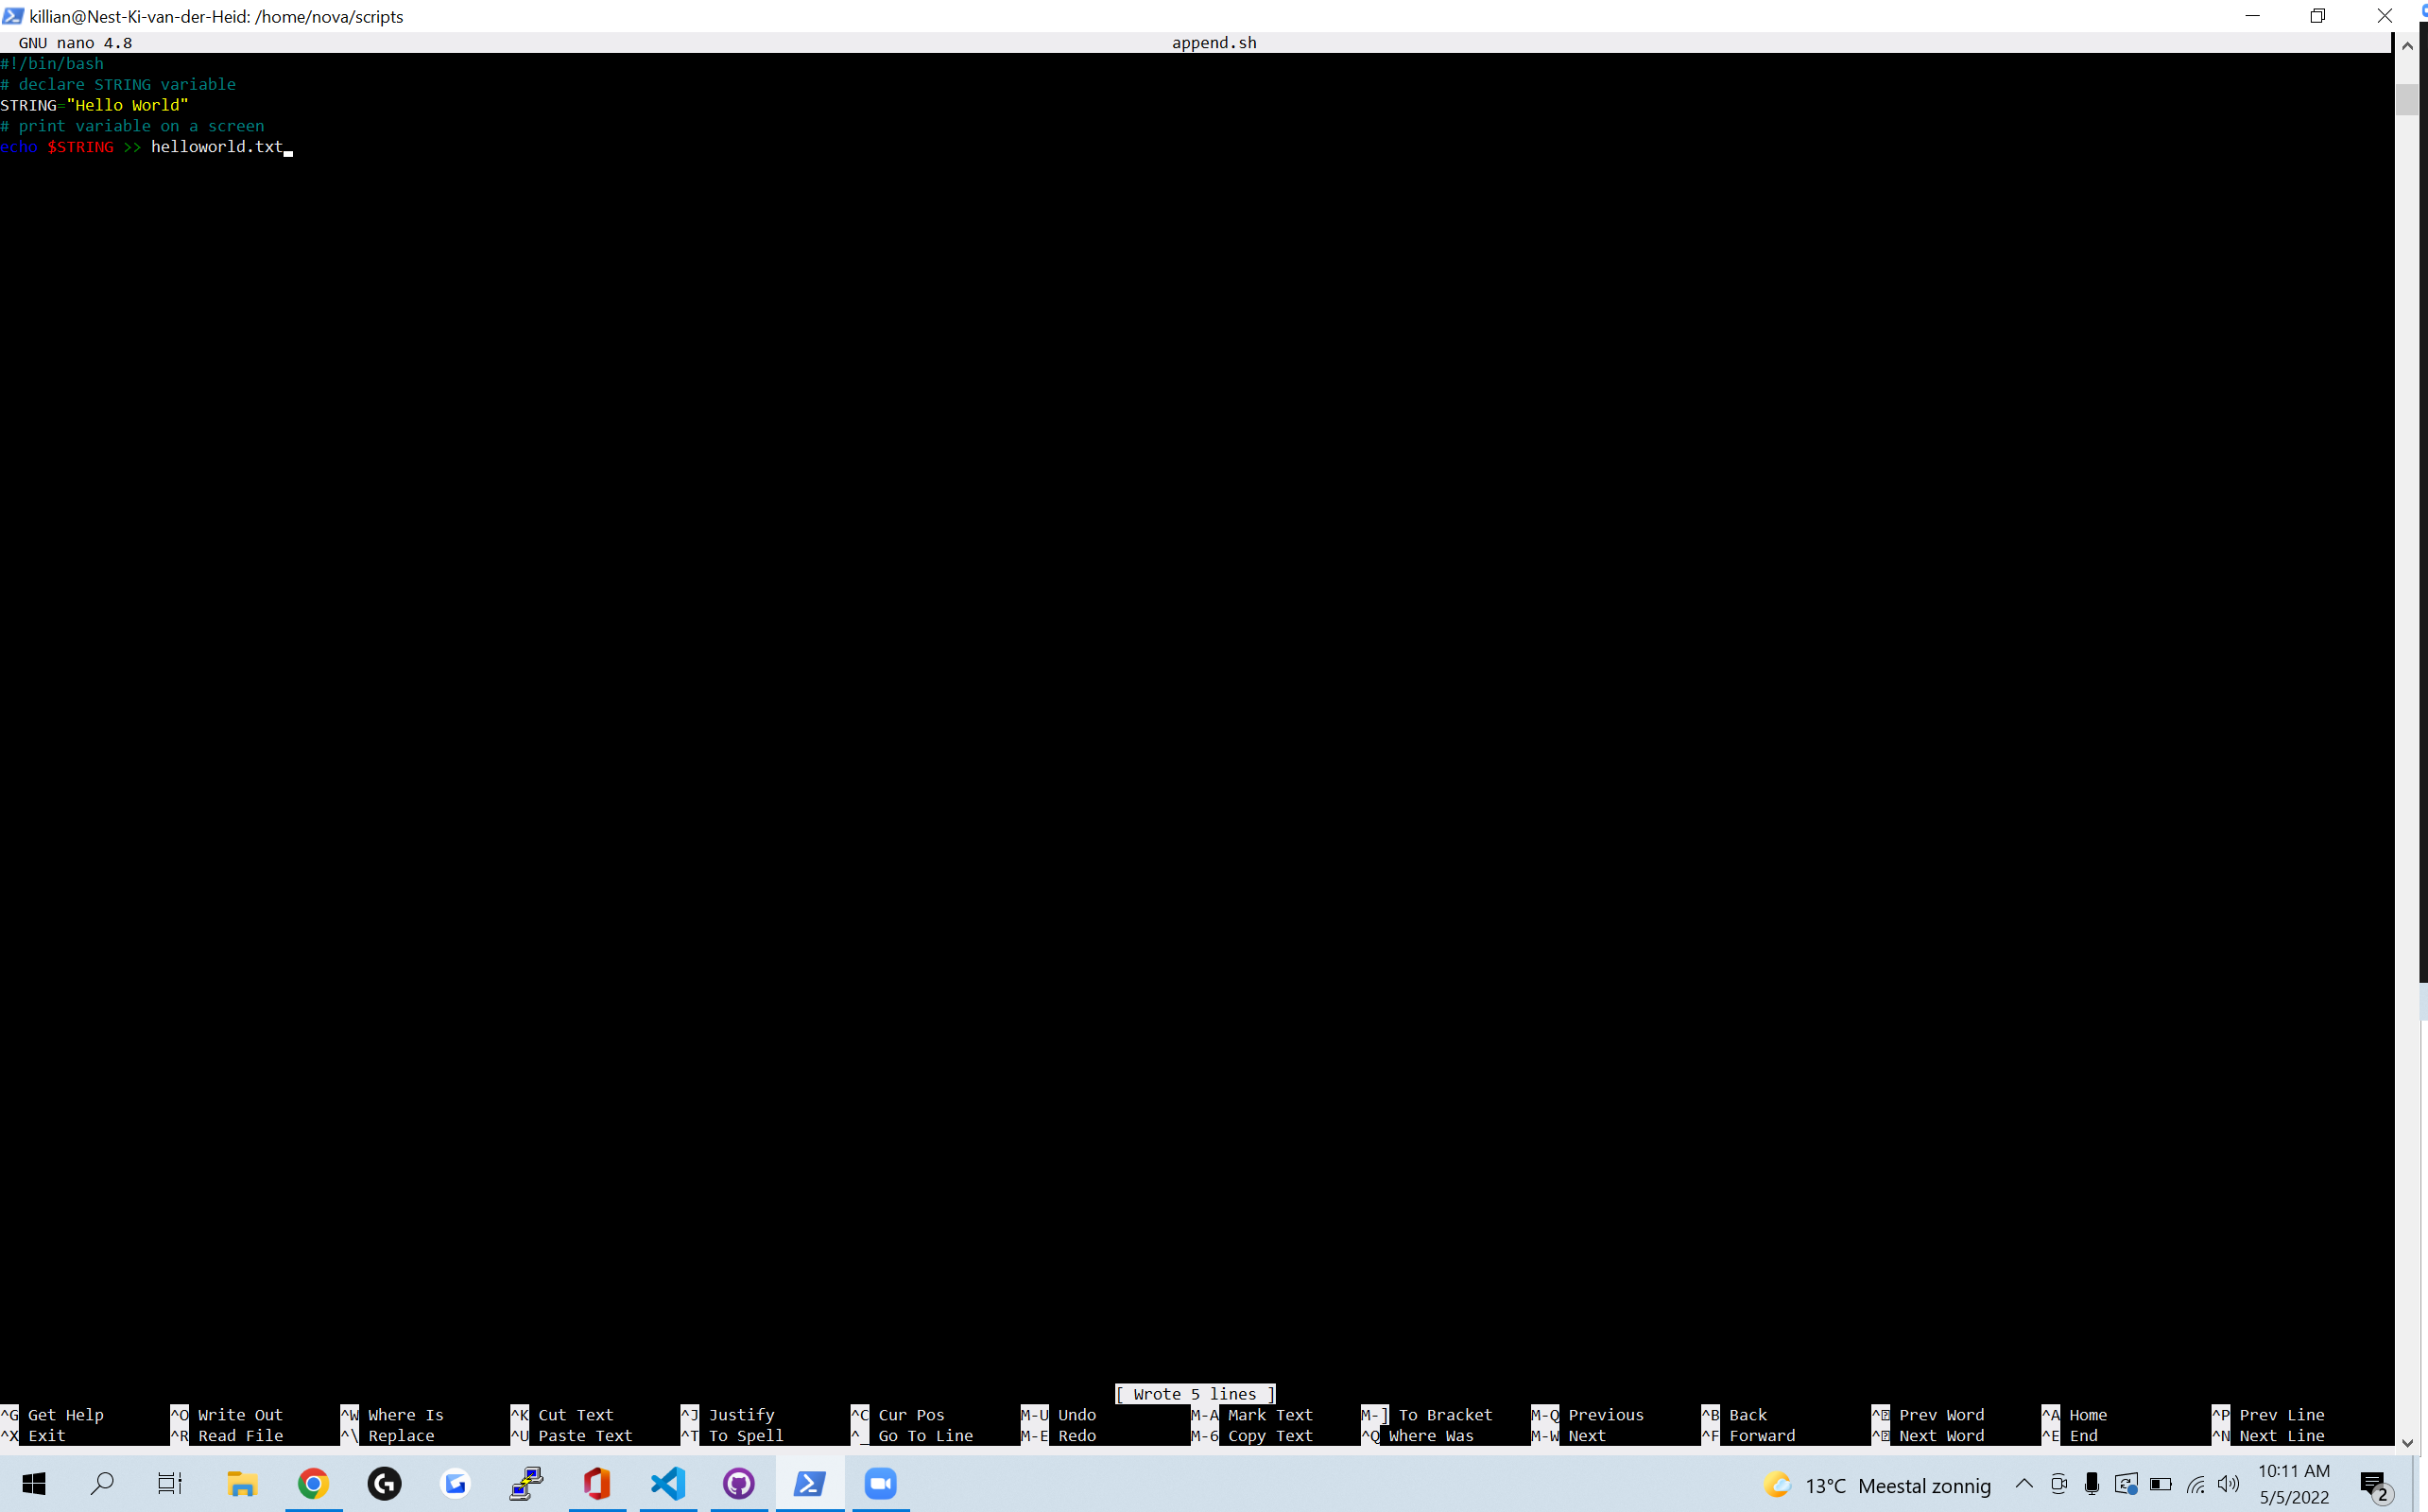 killian@Nest-Ki-van-der-Heid: /home/nova/scripts
GNU nano 4.8 append.sh
#!/bin/bash
# declare STRING variable
STRING="Hello World"
# print variable on a screen
echo $STRING >> helloworld.txt
[ Wrote 5 lines ]
^G Get Help ^O Write Out ^W Where Is ^K Cut Text ^J Justify ^C Cur Pos M-U Undo M-A Mark Text M-] To Bracket M-Q Previous ^B Back ^ Prev Word ^A Home ^P Prev Line
^X Exit ^R Read File ^\ Replace ^U Paste Text ^T To Spell ^_ Go To Line M-E Redo M-6 Copy Text ^Q Where Was M-W Next ^F Forward ^ Next Word ^E End ^N Next Line
13°C Meestal zonnig
10:11 AM
5/5/2022
2